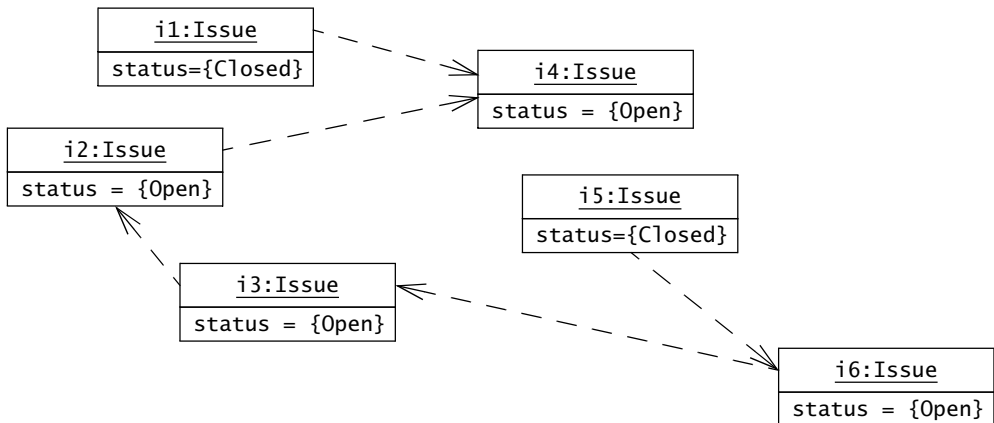 i1:Issue
status={Closed}
i4:Issue
status = {Open}
i2:Issue
status = {Open}
i5:Issue
status={Closed}
i3:Issue
status = {Open}
i6:Issue
status = {Open}